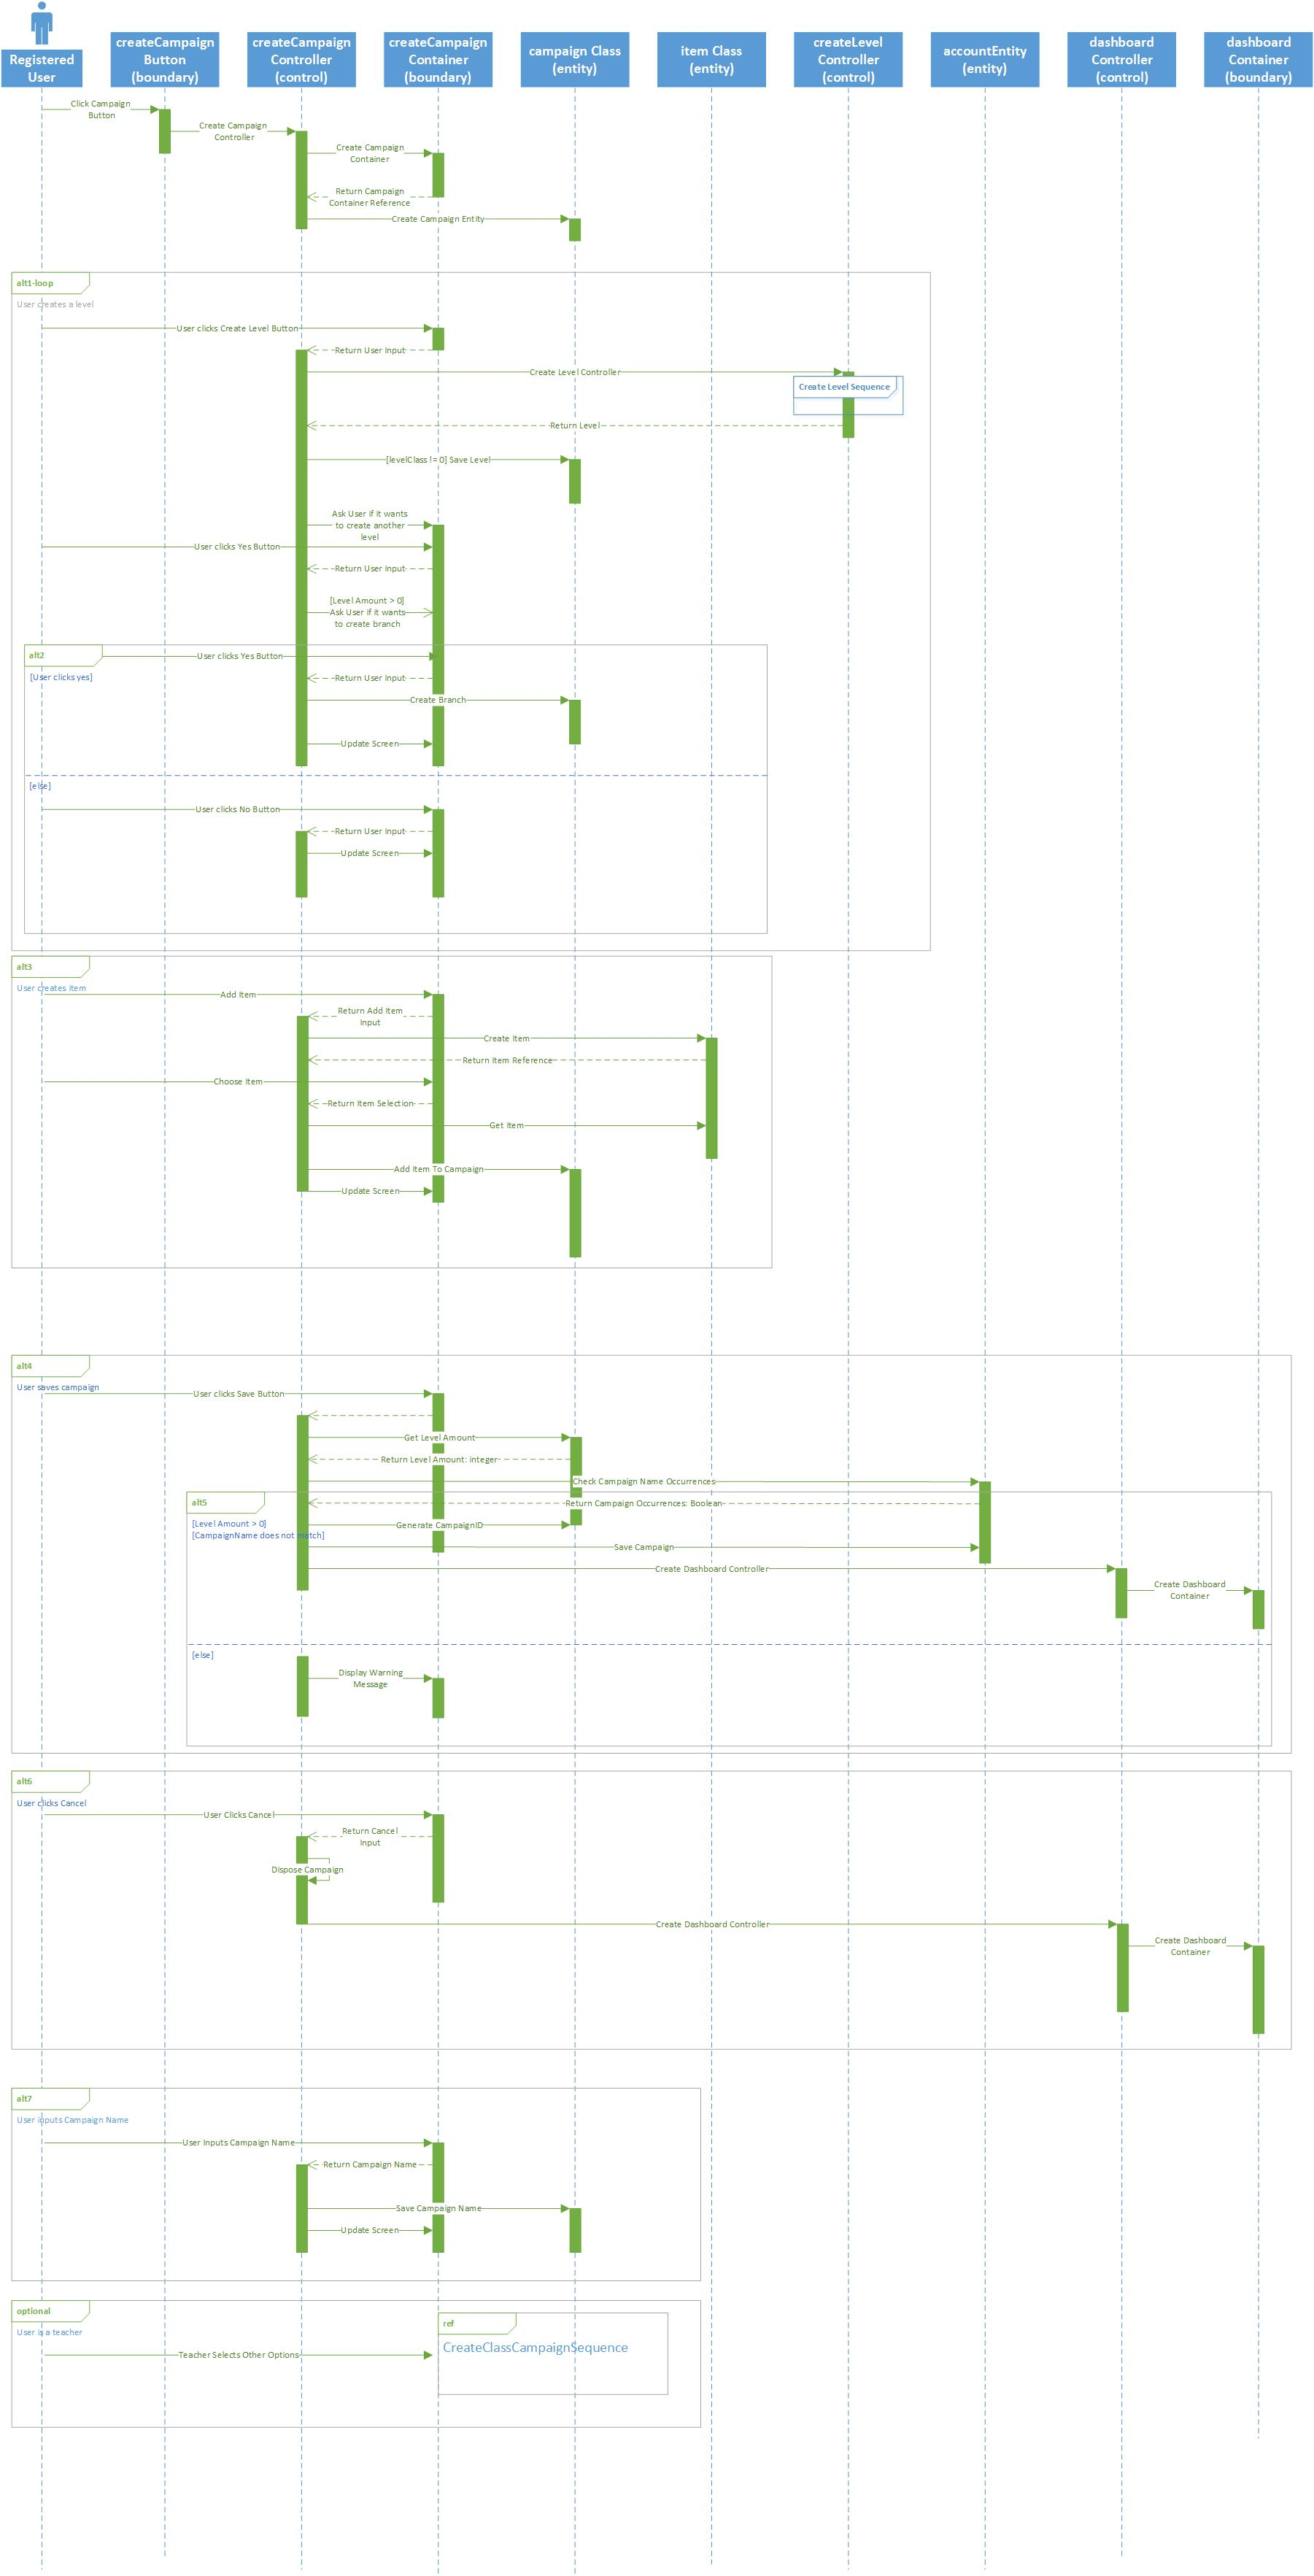 Registered
User
createCampaign
Button
(boundary)
createCampaign
Controller
(control)
createCampaign
Container
(boundary)
campaign Class
(entity)
item Class
(entity)
createLevel
Controller
(control)
accountEntity
(entity)
dashboard
Controller
(control)
dashboard
Container
(boundary)
Click Campaign
Button
Create Campaign
Controller
Create Campaign
Container
Return Campaign
Container Reference
Create Campaign Entity
alt1-loop
User creates a level
User clicks Create Level Button
Return User Input
Create Level Controller
Create Level Sequence
Return Level
[levelClass != 0] Save Level
Ask User if it wants
to create another
level
User clicks Yes Button
Return User Input
[Level Amount > 0]
Ask User if it wants
to create branch
alt2
User clicks Yes Button
[User clicks yes]
Return User Input
Create Branch
Update Screen
[else]
User clicks No Button
Return User Input
Update Screen
alt3
User creates item
Add Item
Return Add Item
Input
Create Item
Return Item Reference
Choose Item
Return Item Selection
Get Item
Add Item To Campaign
Update Screen
alt4
User saves campaign
User clicks Save Button
Get Level Amount
Return Level Amount: integer
Check Campaign Name Occurrences
alt5
Return Campaign Occurrences: Boolean
[Level Amount > 0]
[CampaignName does not match]
Generate CampaignID
Save Campaign
Create Dashboard Controller
Create Dashboard
Container
[else]
Display Warning
Message
alt6
User clicks Cancel
User Clicks Cancel
Return Cancel
Input
Dispose Campaign
Create Dashboard Controller
Create Dashboard
Container
alt7
User inputs Campaign Name
User Inputs Campaign Name
Return Campaign Name
Save Campaign Name
Update Screen
optional
User is a teacher
ref
CreateClassCampaignSequence
Teacher Selects Other Options